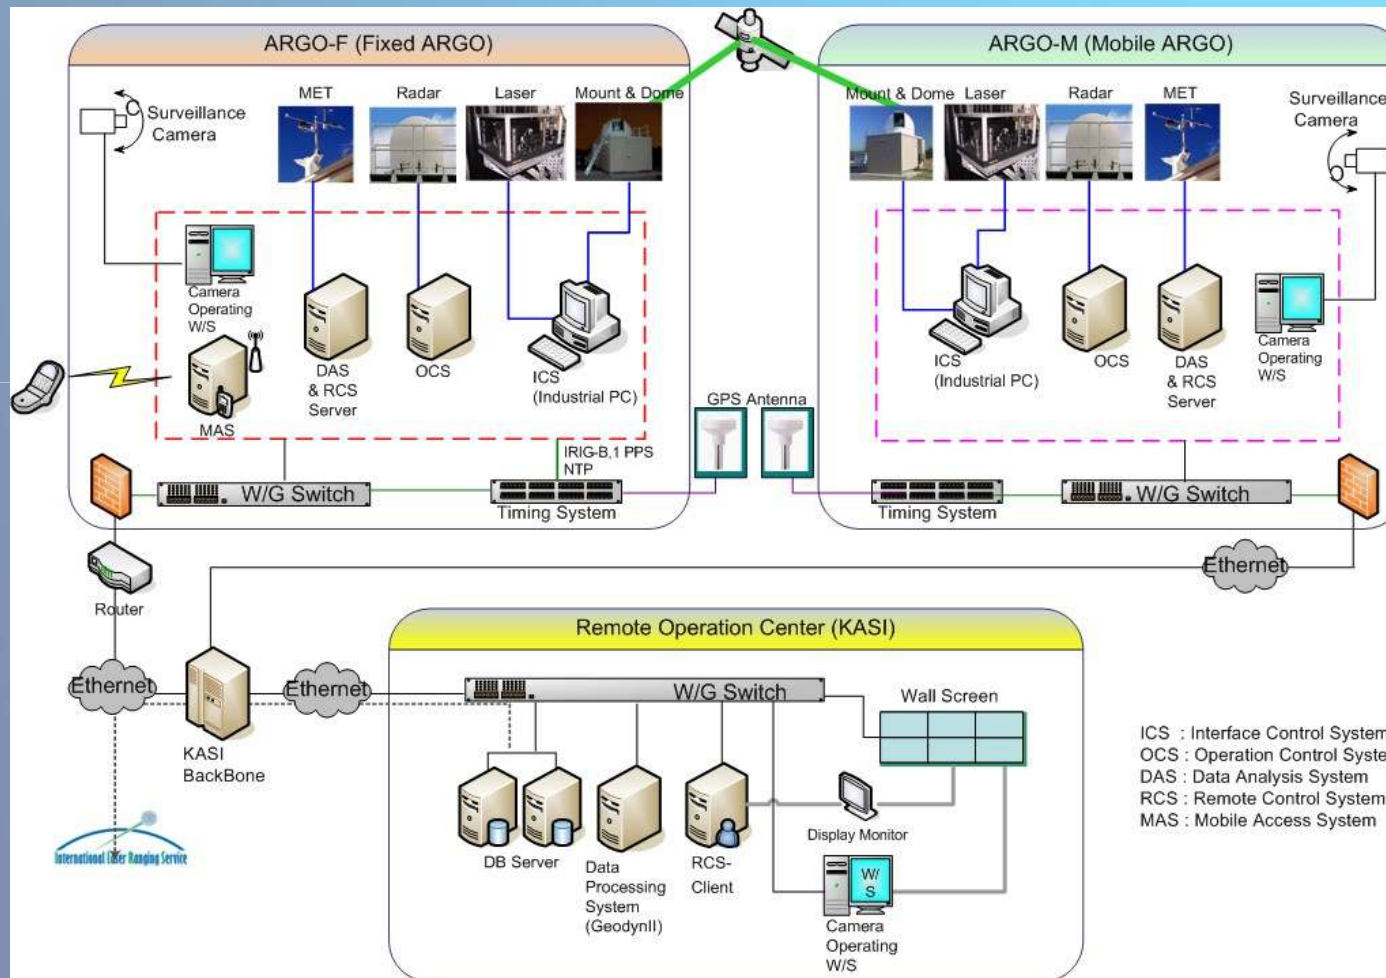 ARGO-F (Fixed ARGO)
MET
Radar
Laser
Mount & Dome
Surveillance
Camera
Camera
Operating
W/S
MAS
DAS
& RCS
Server
OCS
ICS
(Industrial PC)
IRIG-B,1 PPS
NTP
W/G Switch
Timing System
GPS Antenna
ARGO-M (Mobile ARGO)
Mount & Dome
Laser
Radar
MET
Surveillance
Camera
ICS
(Industrial PC)
OCS
DAS
& RCS
Server
Camera
Operating
W/S
Timing System
W/G Switch
Router
Ethernet
Ethernet
KASI
BackBone
Ethernet
International Laser Ranging Service
Remote Operation Center (KASI)
W/G Switch
Wall Screen
DB Server
Data
Processing
System
(GeodynII)
RCS-
Client
Display Monitor
W/
S
Camera
Operating
W/S
ICS : Interface Control System
OCS : Operation Control Syste
DAS : Data Analysis System
RCS : Remote Control System
MAS : Mobile Access System